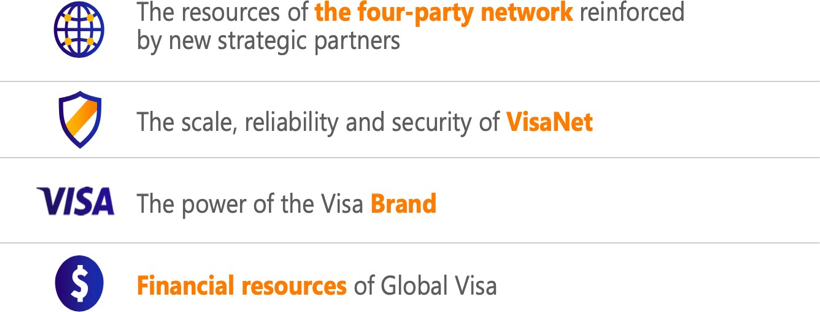 The resources of the four-party network reinforced
by new strategic partners
The scale, reliability and security of VisaNet
VISA
The power of the Visa Brand
$
Financial resources of Global Visa